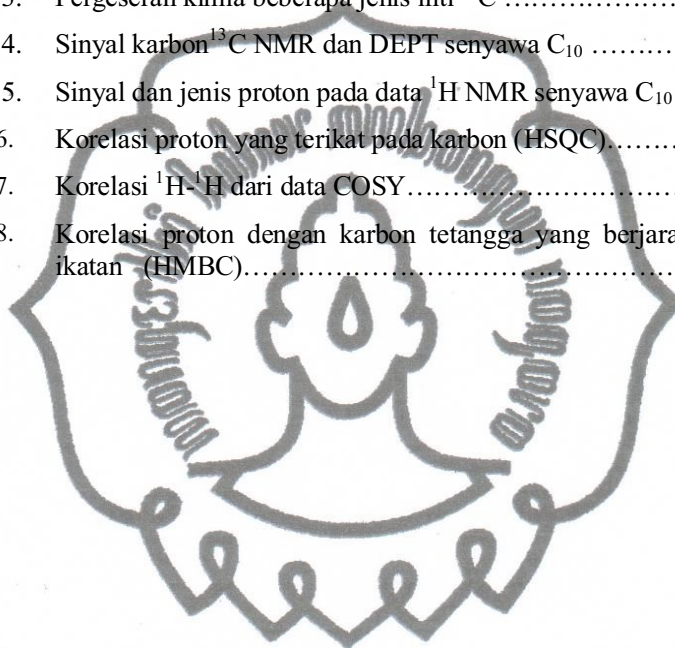 3. Pergeseran kimia beberapa jenis inti ¹³C ……………………
4. Sinyal karbon ¹³C NMR dan DEPT senyawa C₁₀ …………
5. Sinyal dan jenis proton pada data ¹H NMR senyawa C₁₀
6. Korelasi proton yang terikat pada karbon (HSQC)………
7. Korelasi ¹H-¹H dari data COSY……………………………
8. Korelasi proton dengan karbon tetangga yang
ikatan (HMBC)………………………………………………